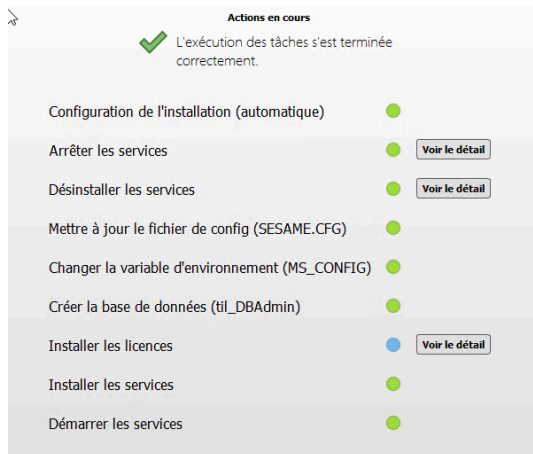 Actions en cours
L'exécution des tâches s'est terminée
correctement.
Configuration de l'installation (automatique)
Arrêter les services
Voir le détail
Désinstaller les services
Voir le détail
Mettre à jour le fichier de config (SESAME.CFG)
Changer la variable d'environnement (MS_CONFIG)
Créer la base de données (til_DBAdmin)
Installer les licences
Voir le détail
Installer les services
Démarrer les services